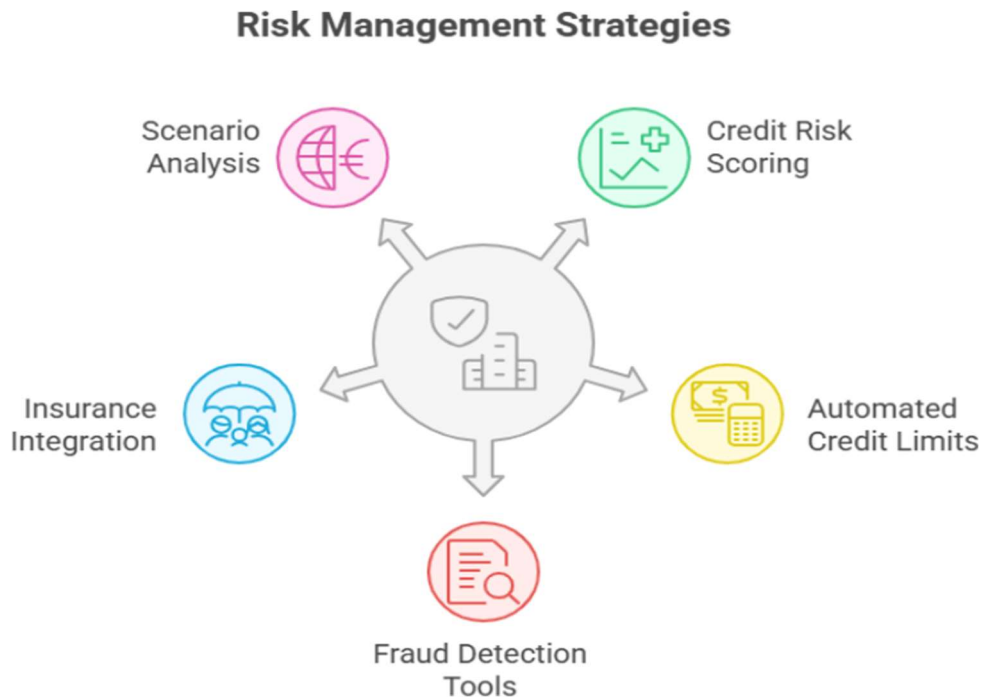 Risk Management Strategies
Scenario
Analysis
Credit Risk
Scoring
Insurance
Integration
Automated
Credit Limits
Fraud Detection
Tools